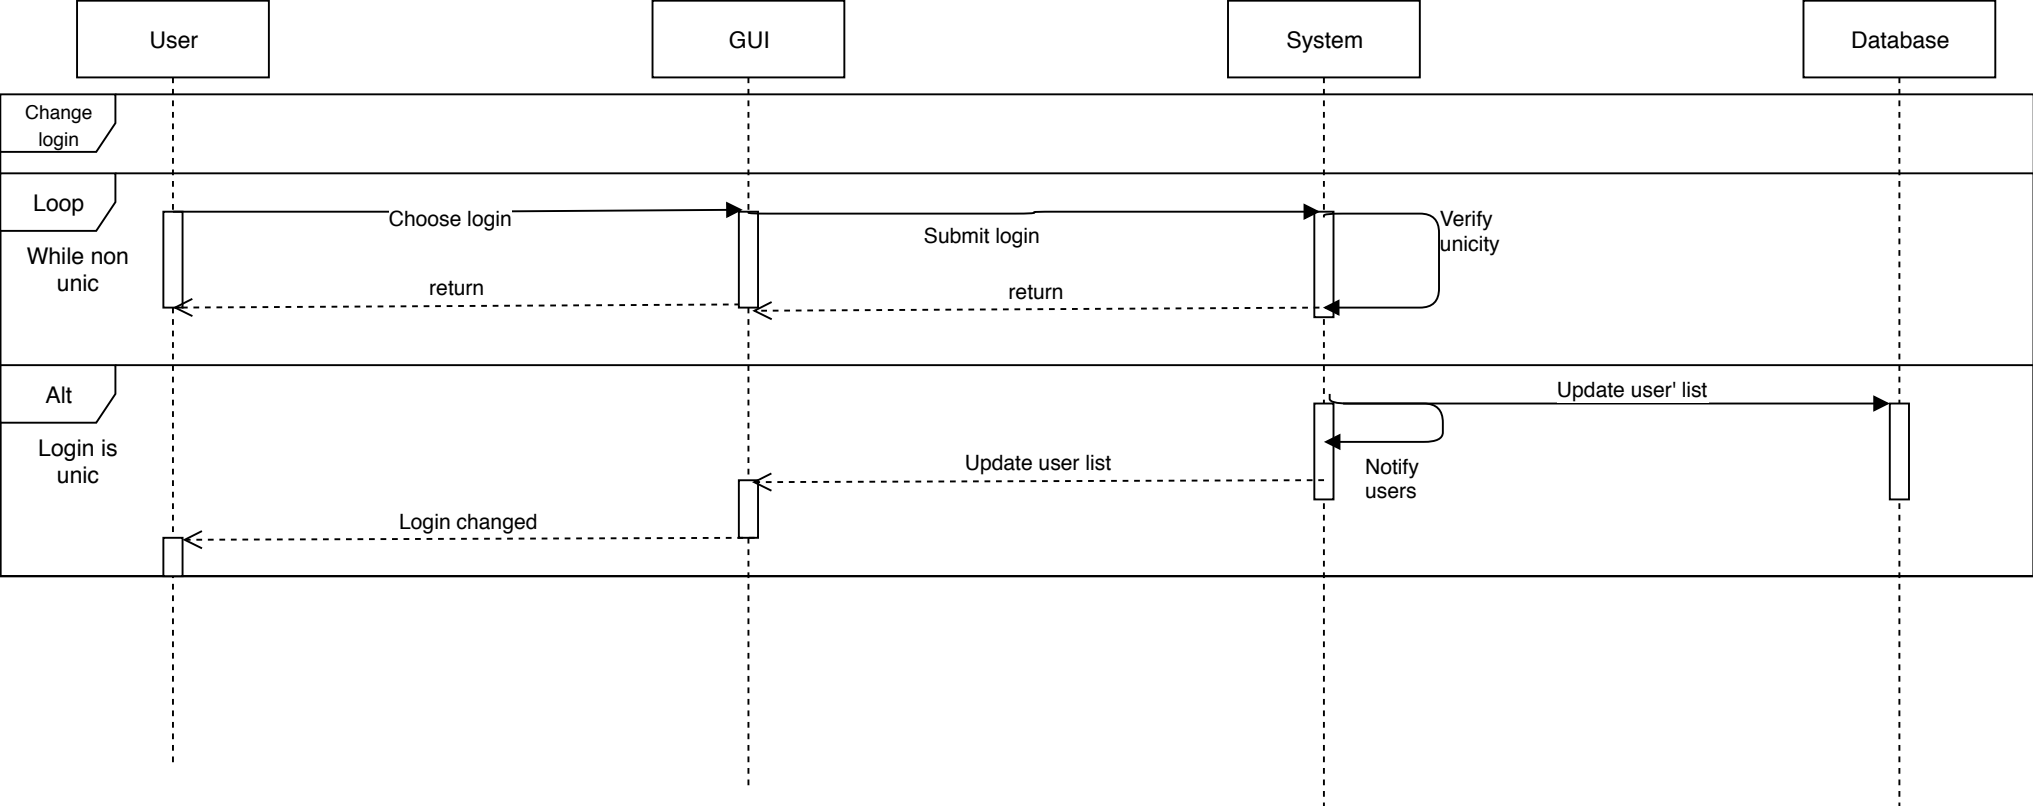 User
GUI
System
Database
Change
login
Loop
While non
unic
Choose login
Submit login
Verify
unicity
return
return
Alt
Login is
unic
Update user' list
Notify
users
Update user list
Login changed